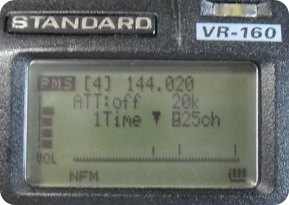 STANDARD
VR-160
PMS [4] 144.020
ATT:off 20k
1Time ▼ 825ch
VOL
NFM